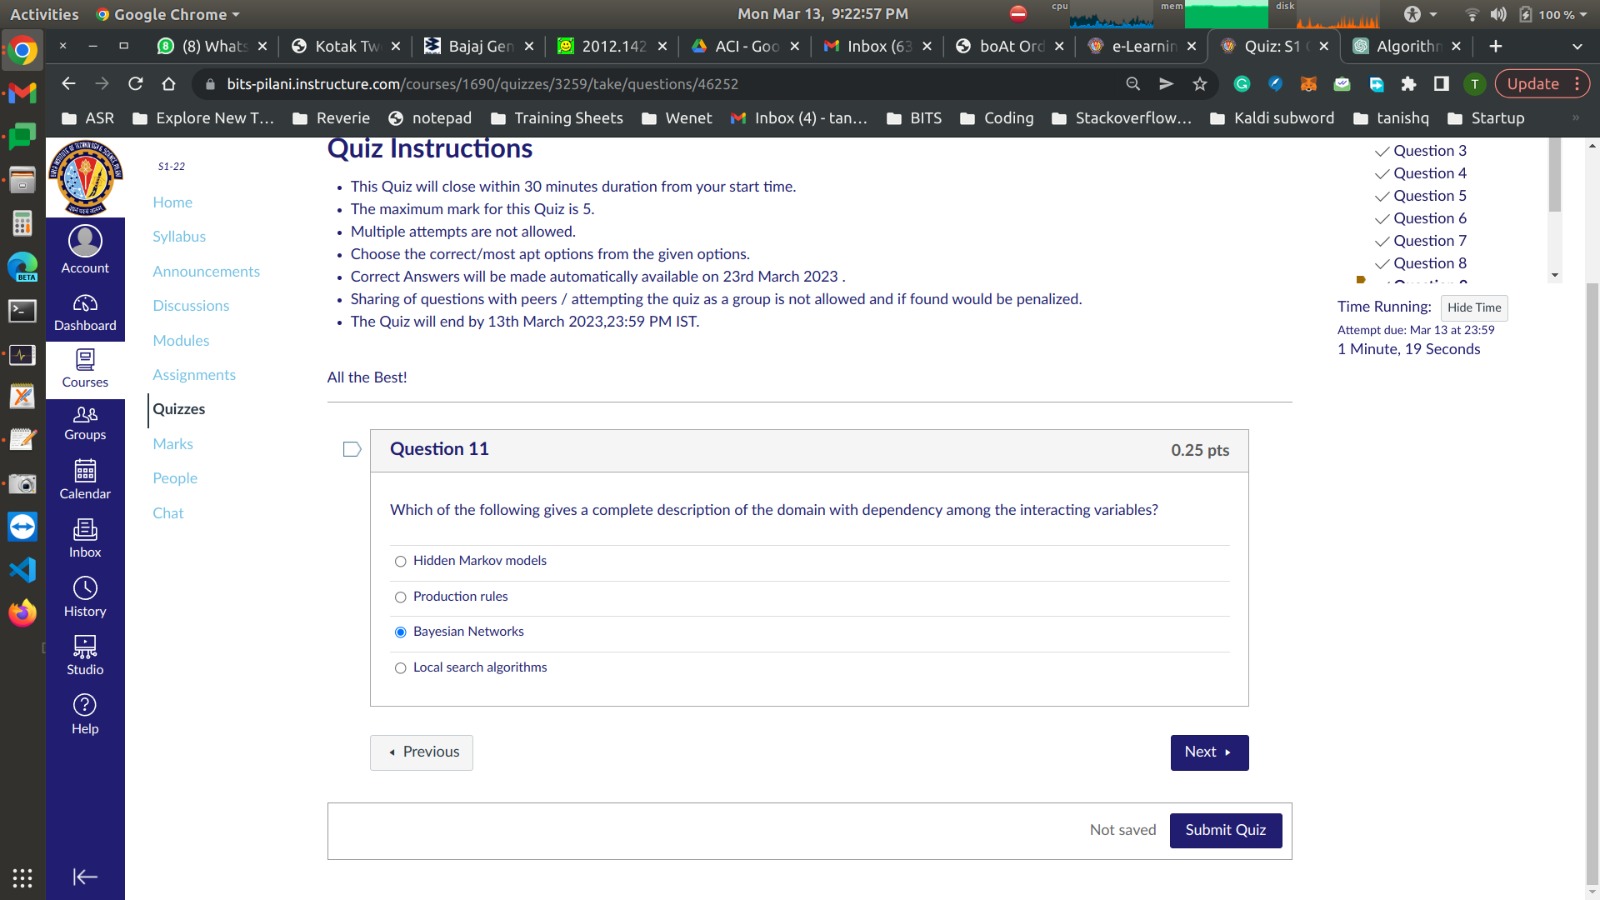 Activities
Google Chrome
Mon Mar 13, 9:22:57 PM
cpu
mem
disk
100 %
(8) Whats
Kotak Tw
Bajaj Gen
2012.142
ACI - Goo
Inbox (63
boAt Ord
e-Learnin
Quiz: S1
Algorithm
bits-pilani.instructure.com/courses/1690/quizzes/3259/take/questions/46252
T
Update
ASR
Explore New T...
Reverie
notepad
Training Sheets
Wenet
Inbox (4) - tan...
BITS
Coding
Stackoverflow...
Kaldi subword
tanishq
Startup
»
BETA
Account
Dashboard
Courses
Groups
Calendar
Inbox
History
Studio
Help
S1-22
Home
Syllabus
Announcements
Discussions
Modules
Assignments
Quizzes
Marks
People
Chat
Quiz Instructions
• This Quiz will close within 30 minutes duration from your start time.
• The maximum mark for this Quiz is 5.
• Multiple attempts are not allowed.
• Choose the correct/most apt options from the given options.
• Correct Answers will be made automatically available on 23rd March 2023 .
• Sharing of questions with peers / attempting the quiz as a group is not allowed and if found would be penalized.
• The Quiz will end by 13th March 2023,23:59 PM IST.
All the Best!
Question 11
0.25 pts
Which of the following gives a complete description of the domain with dependency among the interacting variables?
Hidden Markov models
Production rules
Bayesian Networks
Local search algorithms
Previous
Next
Not saved
Submit Quiz
Question 3
Question 4
Question 5
Question 6
Question 7
Question 8
Time Running:
Hide Time
Attempt due: Mar 13 at 23:59
1 Minute, 19 Seconds